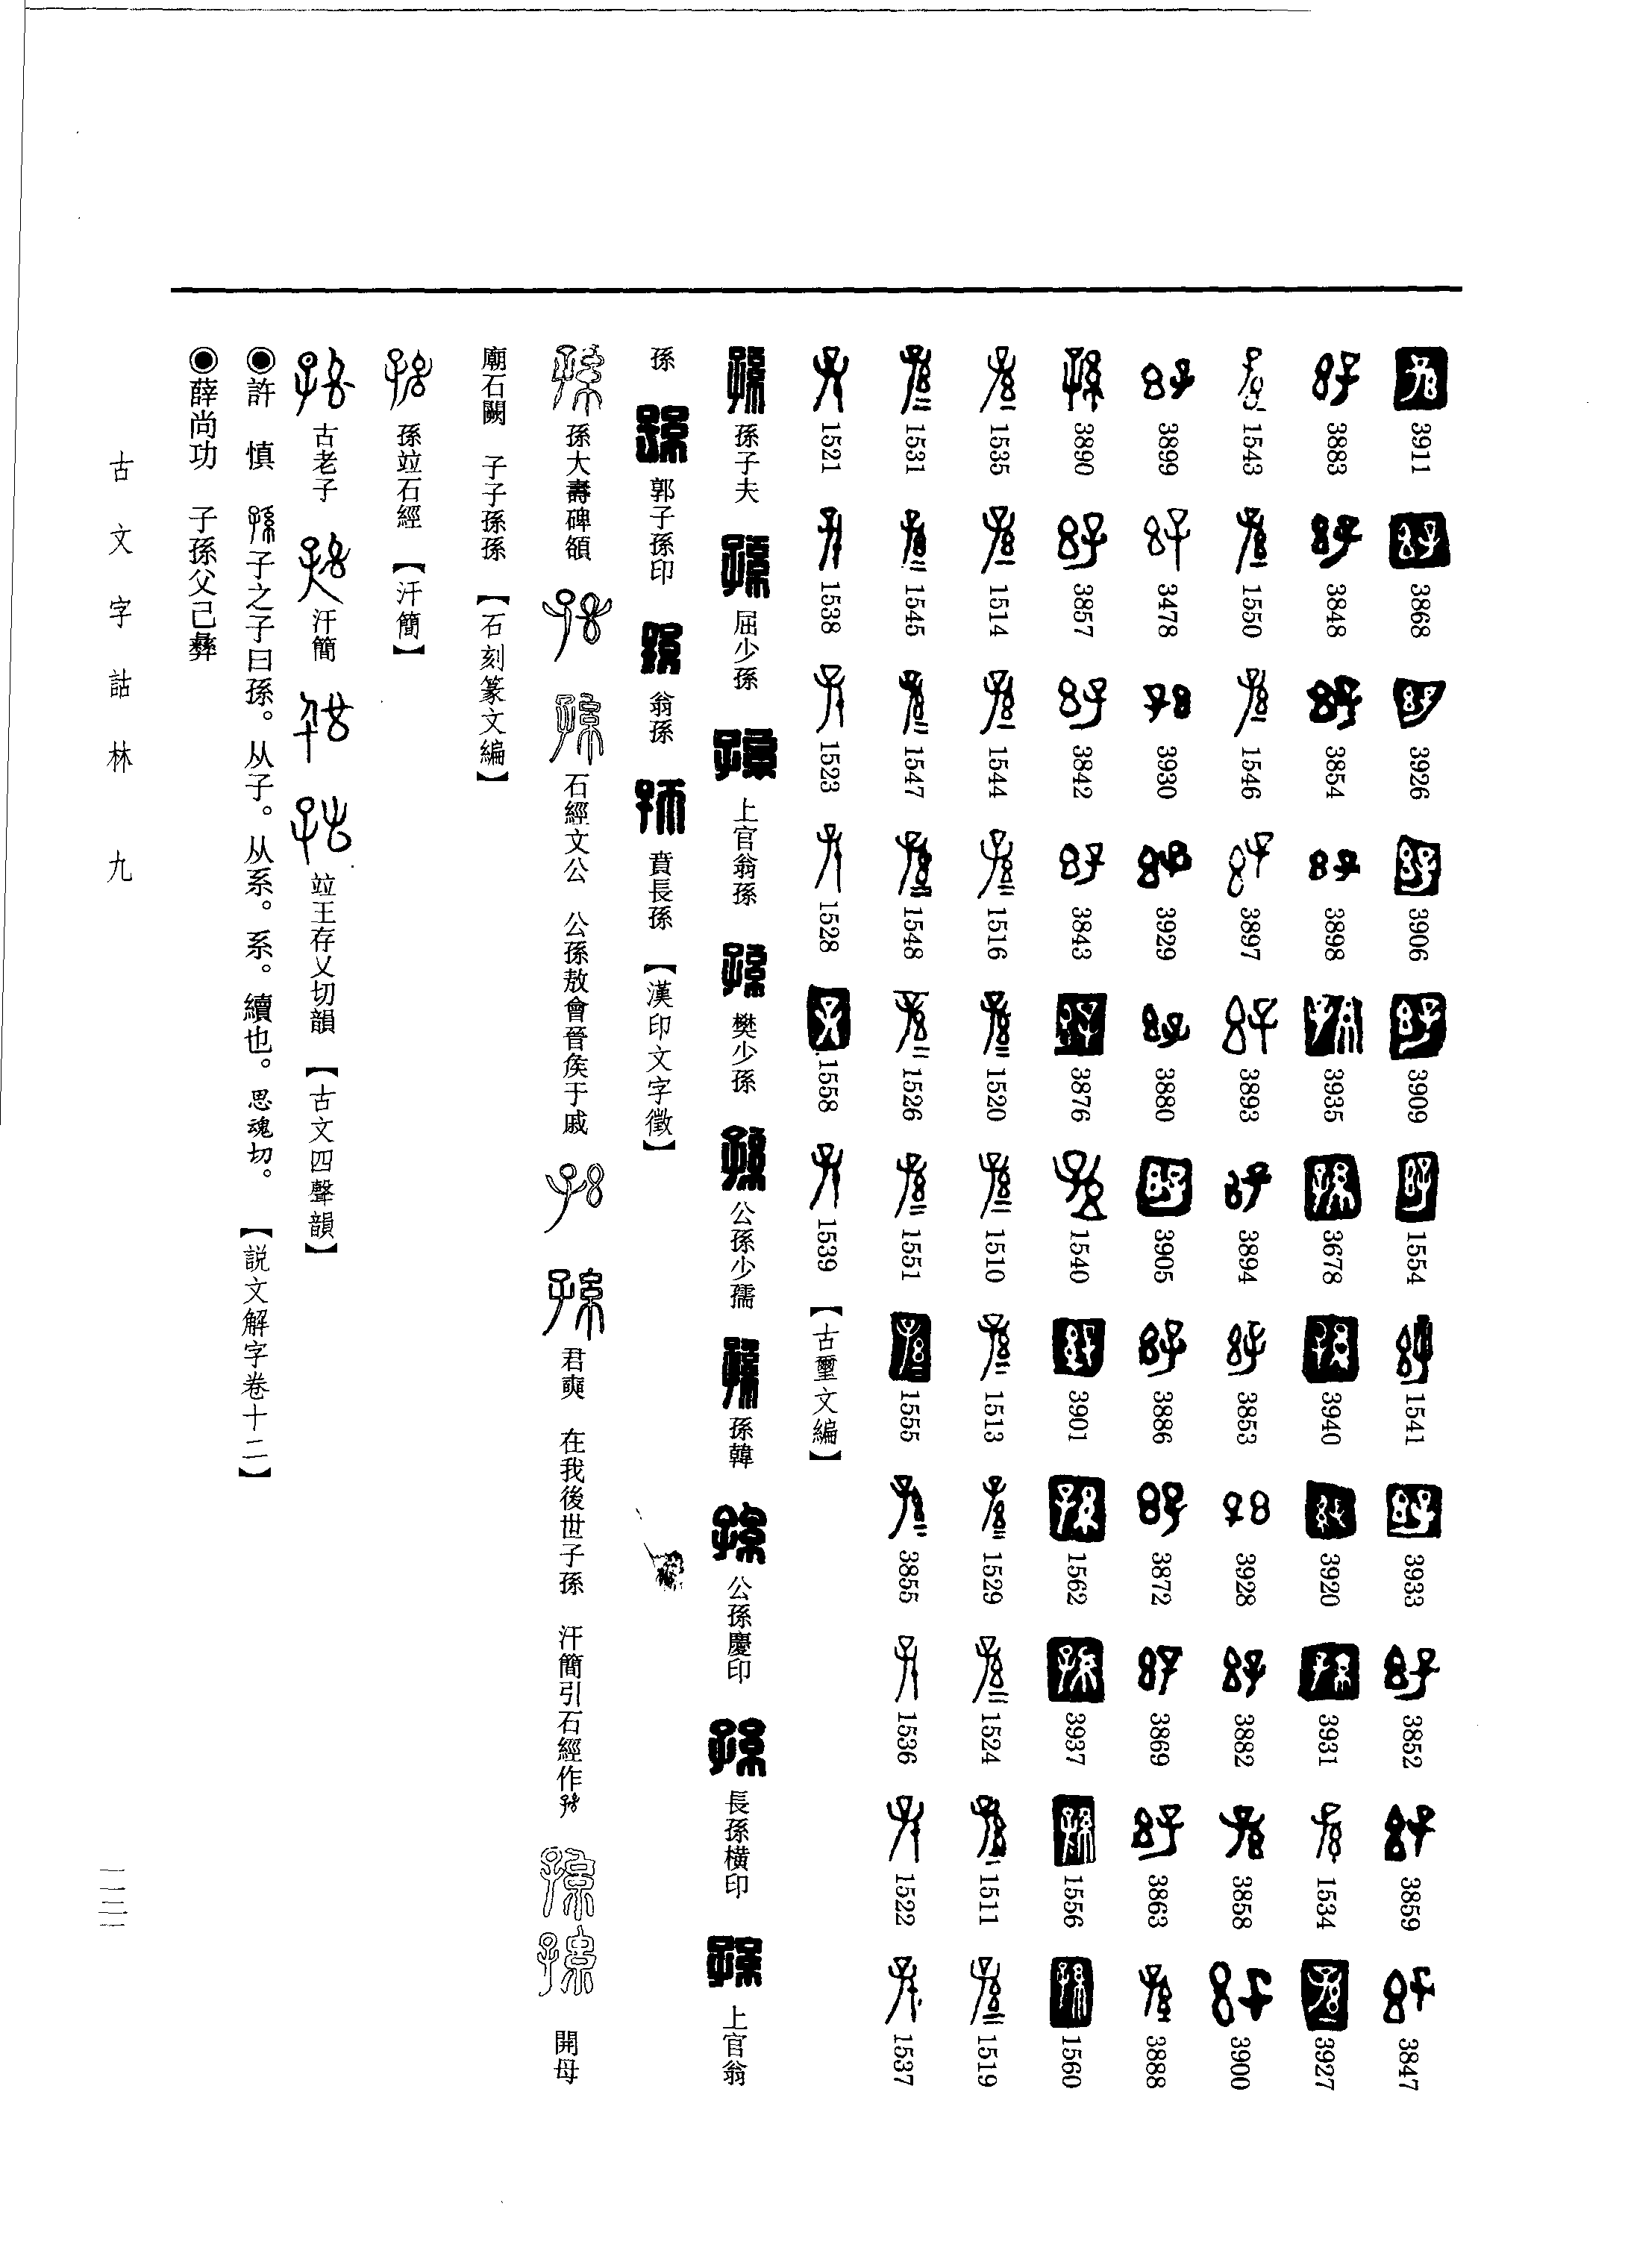 3911 3868 3926 3906 3909 1554 1541 3933 3852 3859 3847
3883 3848 3854 3898 3935 3678 3940 3920 3931 1534 3927
1543 1550 1546 3897 3893 3894 3853 3928 3882 3858 3900
3899 3478 3930 3929 3880 3905 3886 3872 3869 3863 3888
3890 3857 3842 3843 3876 1540 3901 1562 3937 1556 1560
1535 1514 1544 1516 1520 1510 1513 1529 1524 1511 1519
1531 1545 1547 1548 1526 1551 1555 3855 1536 1522 1537
1521 1538 1523 1528 1558 1539 【古璽文編】
孫子夫 屈少孫 上官翁孫 樊少孫 公孫少孺 孫韓 公孫慶印 長孫橫印 上官翁
孫 郭子孫印 翁孫 賁長孫 【漢印文字徵】
孫大壽碑額 石經文公 公孫敖會晉矦于戚 君奭 在我後世子孫 汗簡引石經作 開母
廟石闕 子子孫孫 【石刻篆文編】
孫竝石經 【汗簡】
古老子 汗簡 竝王存乂切韻 【古文四聲韻】
◉許 慎 孫子之子曰孫。从子。从系。系。續也。思魂切。 【説文解字卷十二】
◉薛尚功 子孫父己彝
古文字詁林 九